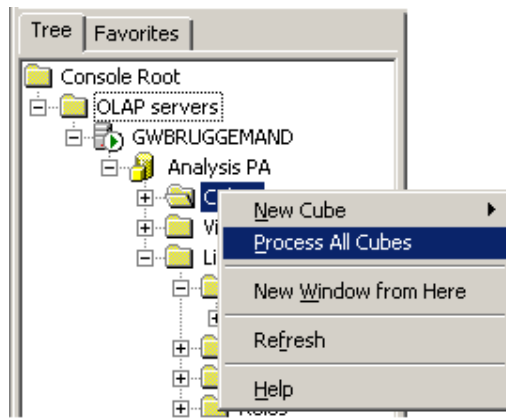 Tree Favorites
Console Root
OLAP servers
GWBRUGGEMAND
Analysis PA
New Cube
Process All Cubes
New Window from Here
Refresh
Help